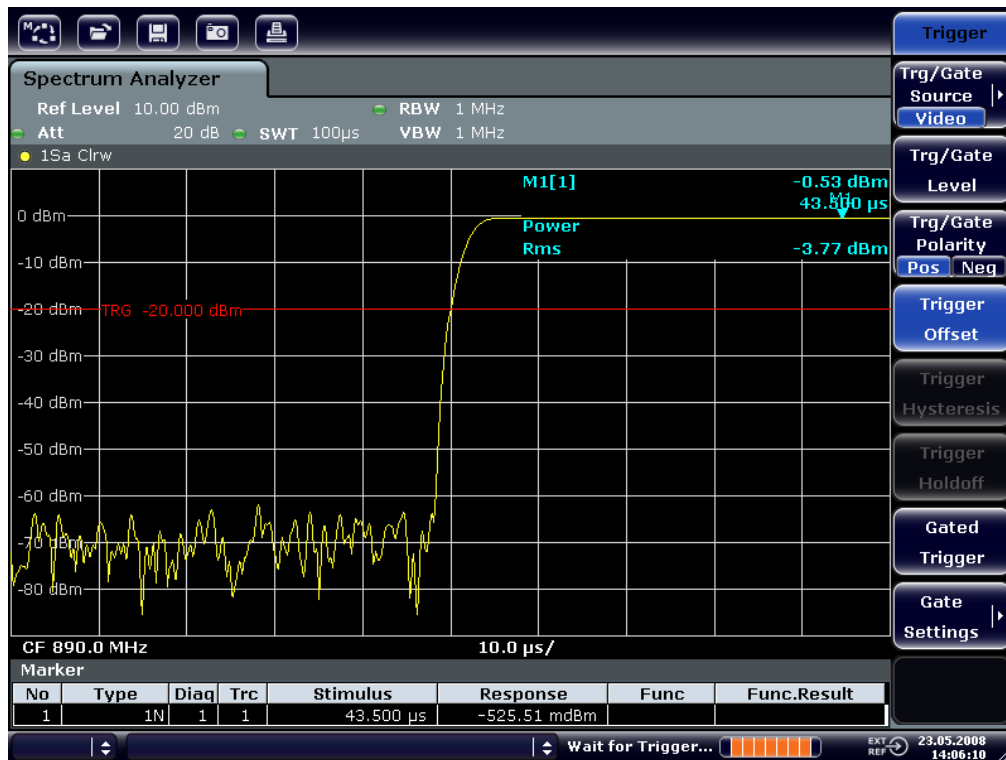 Trigger
Spectrum Analyzer
Ref Level 10.00 dBm RBW 1 MHz
Att 20 dB SWT 100µs VBW 1 MHz
1Sa Clrw
M1[1] -0.53 dBm
43.500 µs
M1
Power
Rms -3.77 dBm
0 dBm
-10 dBm
-20 dBm
TRG -20.000 dBm
-30 dBm
-40 dBm
-50 dBm
-60 dBm
-70 dBm
-80 dBm
CF 890.0 MHz 10.0 µs/
Marker
No Type Diag Trc Stimulus Response Func Func.Result
1 1N 1 1 43.500 µs -525.51 mdBm
Wait for Trigger...
EXT REF
23.05.2008
14:06:10
Trg/Gate
Source
Video
Trg/Gate
Level
Trg/Gate
Polarity
Pos Neg
Trigger
Offset
Trigger
Hysteresis
Trigger
Holdoff
Gated
Trigger
Gate
Settings